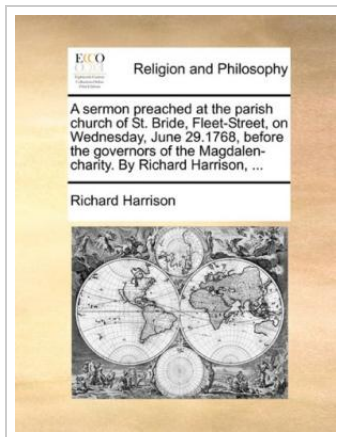 ECCO
Religion and Philosophy
A sermon preached at the parish
church of St. Bride, Fleet-Street, on
Wednesday, June 29.1768, before
the governors of the Magdalen-
charity. By Richard Harrison, ...
Richard Harrison